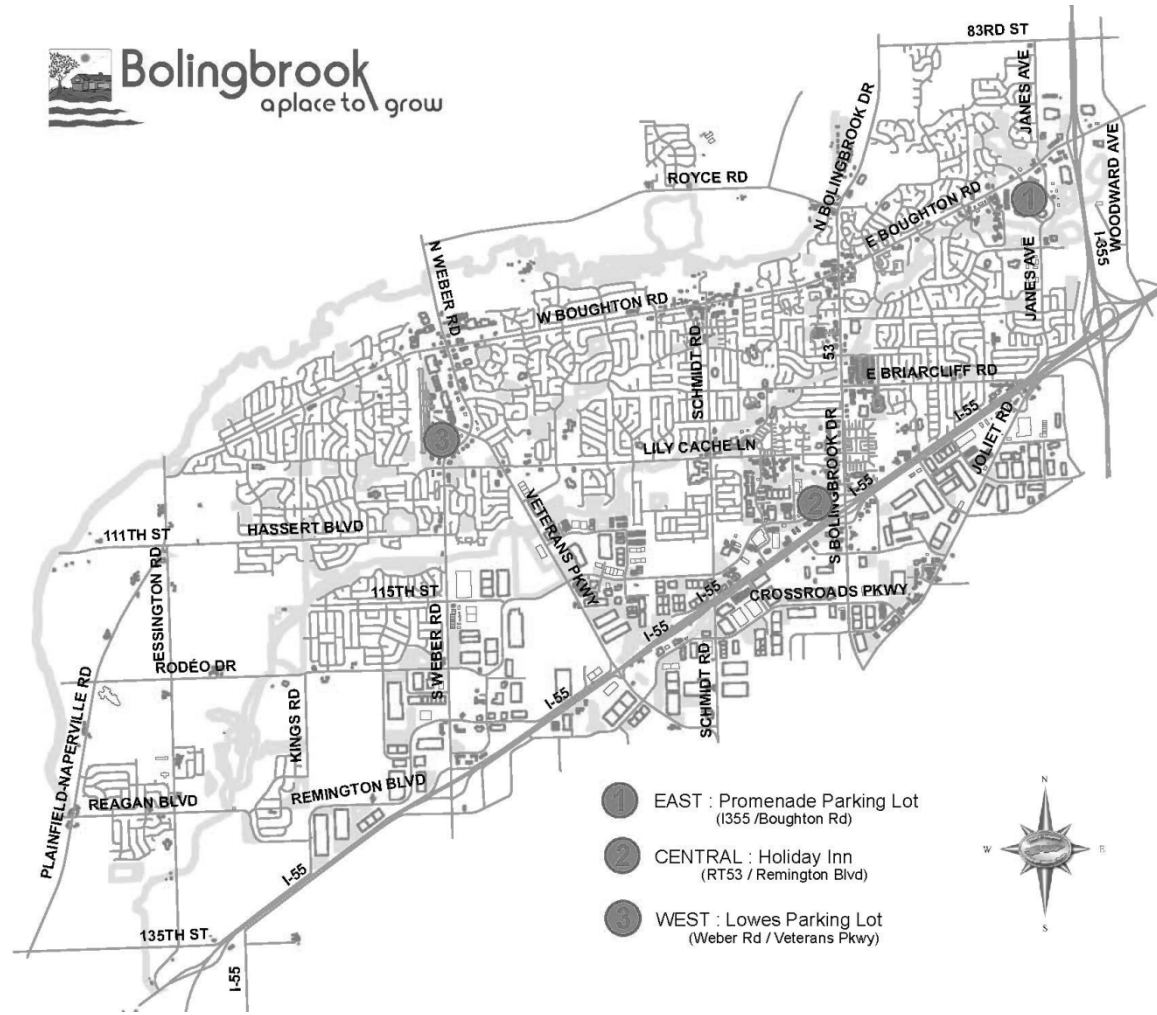 Bolingbrook
a place to grow
83RD ST
JANES AVE
N BOLINGBROOK DR
WOODWARD AVE
ROYCE RD
1
E BOUGHTON RD
I-355
N WEBER RD
JANES AVE
W BOUGHTON RD
SCHMIDT RD
53
E BRIARCLIFF RD
I-55
JOLIET RD
3
LILY CACHE LN
S BOLINGBROOK DR
I-55
2
VETERANS PKWY
HASSERT BLVD
111TH ST
ESSINGTON RD
115TH ST
I-55
I-55
CROSSROADS PKWY
S WEBER RD
RODEO DR
SCHMIDT RD
I-55
KINGS RD
PLAINFIELD-NAPERVILLE RD
REMINGTON BLVD
REAGAN BLVD
I-55
135TH ST
I-55
1 EAST : Promenade Parking Lot
(I355 /Boughton Rd)
2 CENTRAL : Holiday Inn
(RT53 / Remington Blvd)
3 WEST : Lowes Parking Lot
(Weber Rd / Veterans Pkwy)
N
W E
S